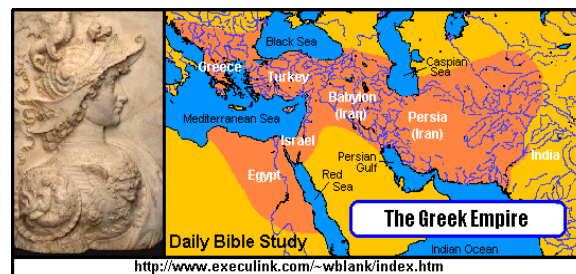 Black Sea
Greece
Turkey
Caspian
Sea
Babylon
(Iran)
Persia
(Iran)
Mediterranean Sea
Israel
India
Egypt
Persian
Gulf
Red
Sea
The Greek Empire
Daily Bible Study
Indian Ocean
http://www.execulink.com/~wblank/index.htm